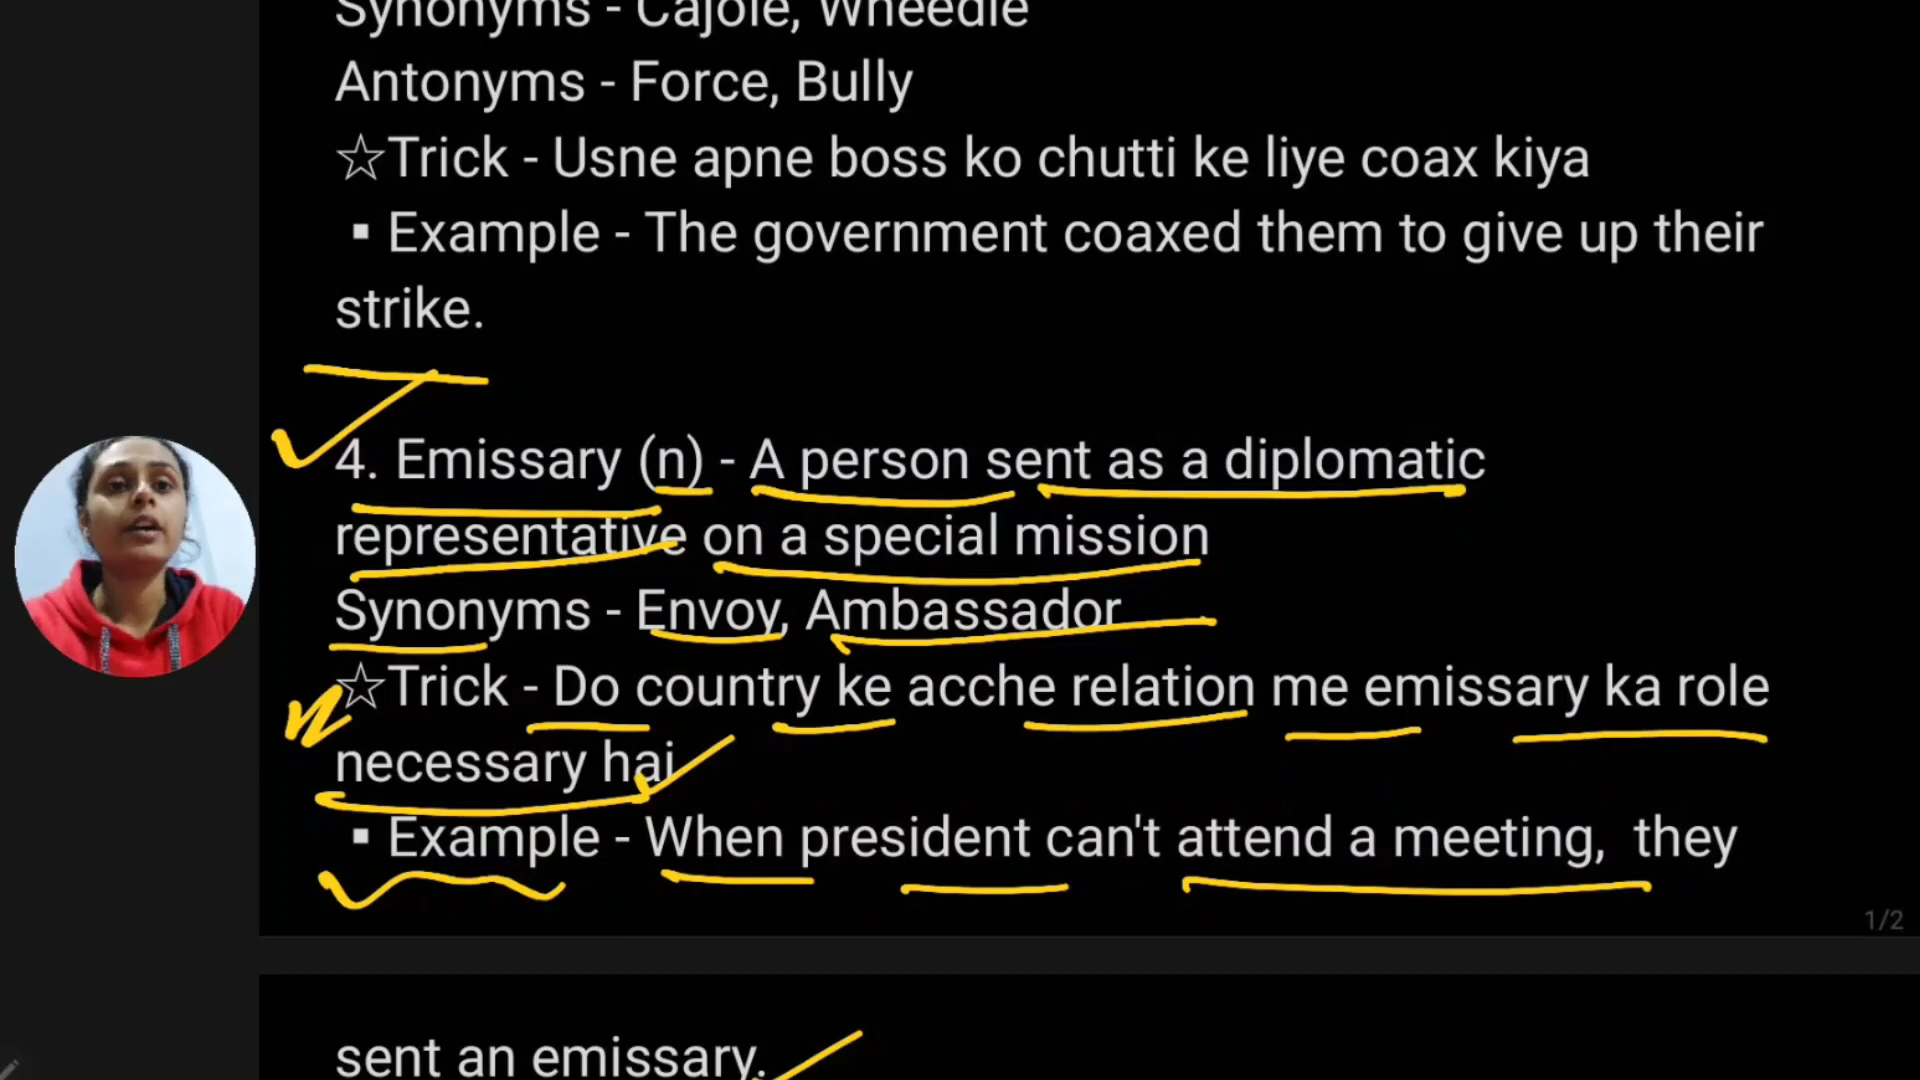 Synonyms - Cajole, Wheedle
Antonyms - Force, Bully
☆Trick - Usne apne boss ko chutti ke liye coax kiya
▪ Example - The government coaxed them to give up their
strike.
4. Emissary (n) - A person sent as a diplomatic
representative on a special mission
Synonyms - Envoy, Ambassador
☆Trick - Do country ke acche relation me emissary ka role
necessary hai
▪ Example - When president can't attend a meeting, they
1/2
sent an emissary.